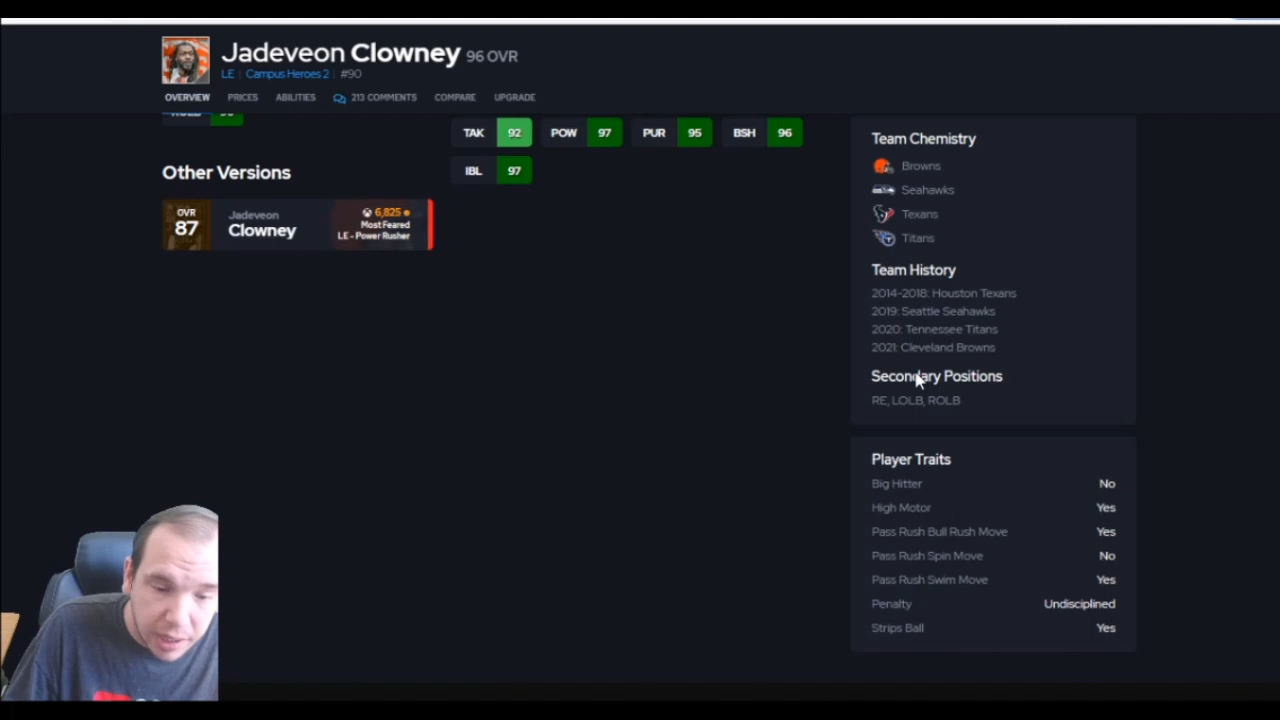 Jadeveon Clowney 96 OVR
LE | Campus Heroes 2 | #90
OVERVIEW PRICES ABILITIES 213 COMMENTS COMPARE UPGRADE
TAK 92 POW 97 PUR 95 BSH 96
IBL 97
Other Versions
OVR
87
Jadeveon
Clowney
6,825
Most Feared
LE - Power Rusher
Team Chemistry
Browns
Seahawks
Texans
Titans
Team History
2014-2018: Houston Texans
2019: Seattle Seahawks
2020: Tennessee Titans
2021: Cleveland Browns
Secondary Positions
RE, LOLB, ROLB
Player Traits
Big Hitter No
High Motor Yes
Pass Rush Bull Rush Move Yes
Pass Rush Spin Move No
Pass Rush Swim Move Yes
Penalty Undisciplined
Strips Ball Yes